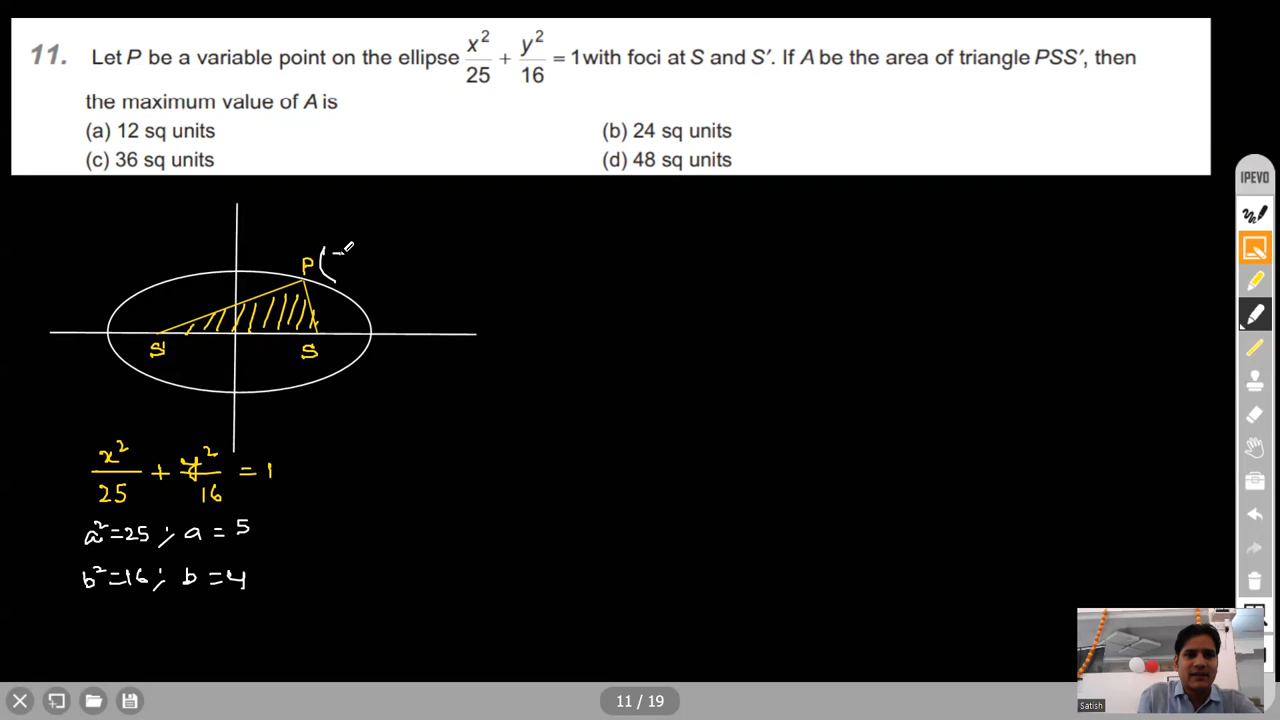 11. Let P be a variable point on the ellipse x²/25 + y²/16 = 1 with foci at S and S′. If A be the area of triangle PSS′, then
the maximum value of A is
(a) 12 sq units (b) 24 sq units
(c) 36 sq units (d) 48 sq units
IPEVO
P(
S' S
x²/25 + y²/16 = 1
a²=25 ; a = 5
b²=16 ; b = 4
Satish
11 / 19